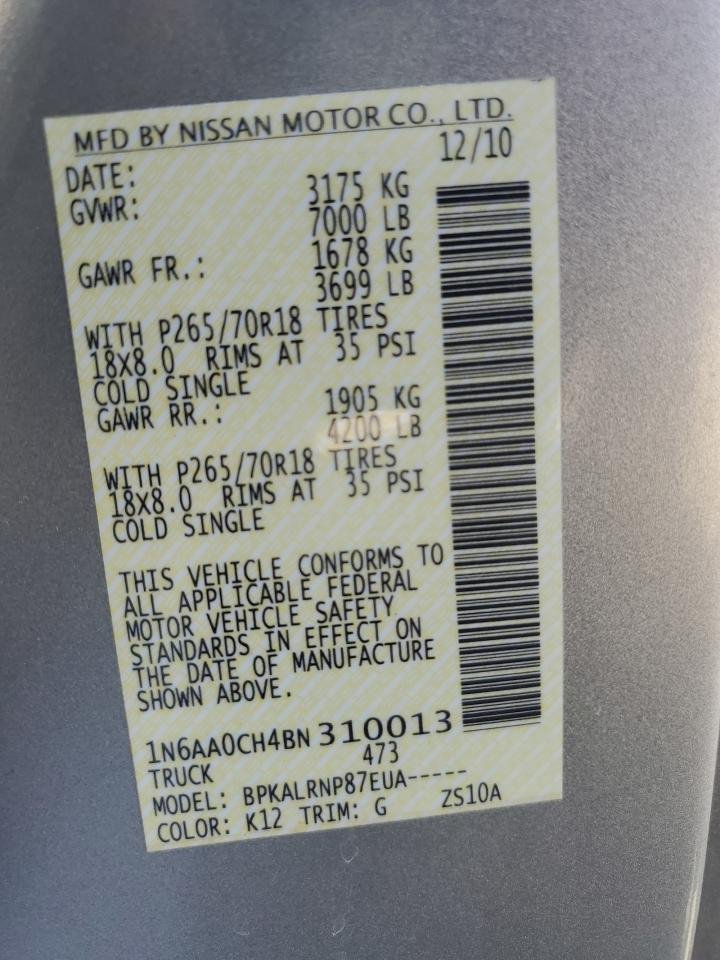 MFD BY NISSAN MOTOR CO., LTD.
DATE: 12/10
GVWR: 3175 KG
7000 LB
GAWR FR.: 1678 KG
3699 LB
WITH P265/70R18 TIRES
18X8.0 RIMS AT 35 PSI
COLD SINGLE
GAWR RR.: 1905 KG
4200 LB
WITH P265/70R18 TIRES
18X8.0 RIMS AT 35 PSI
COLD SINGLE
THIS VEHICLE CONFORMS TO
ALL APPLICABLE FEDERAL
MOTOR VEHICLE SAFETY
STANDARDS IN EFFECT ON
THE DATE OF MANUFACTURE
SHOWN ABOVE.
1N6AA0CH4BN310013
TRUCK 473
MODEL: BPKALRNP87EUA-----
COLOR: K12 TRIM: G ZS10A